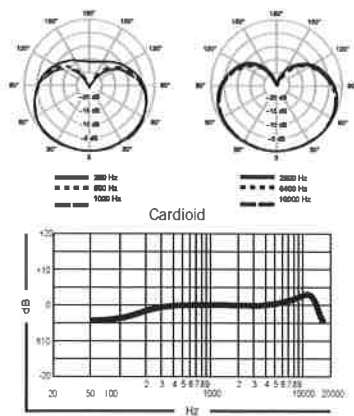 180°
180°
150°
150°
150°
150°
120°
120°
120°
120°
90°
90°
90°
90°
-20 dB
-15 dB
-10 dB
-5 dB
-20 dB
-15 dB
-10 dB
-5 dB
60°
60°
60°
60°
30°
30°
30°
30°
0
0
250 Hz
500 Hz
1000 Hz
2500 Hz
6400 Hz
10000 Hz
Cardioid
+20
+10
dB
0
-20
2 3 4 5 6 7 8 9
2 3 4 5 6 7 8 9
20 50 100 1000 10000 20000
Hz